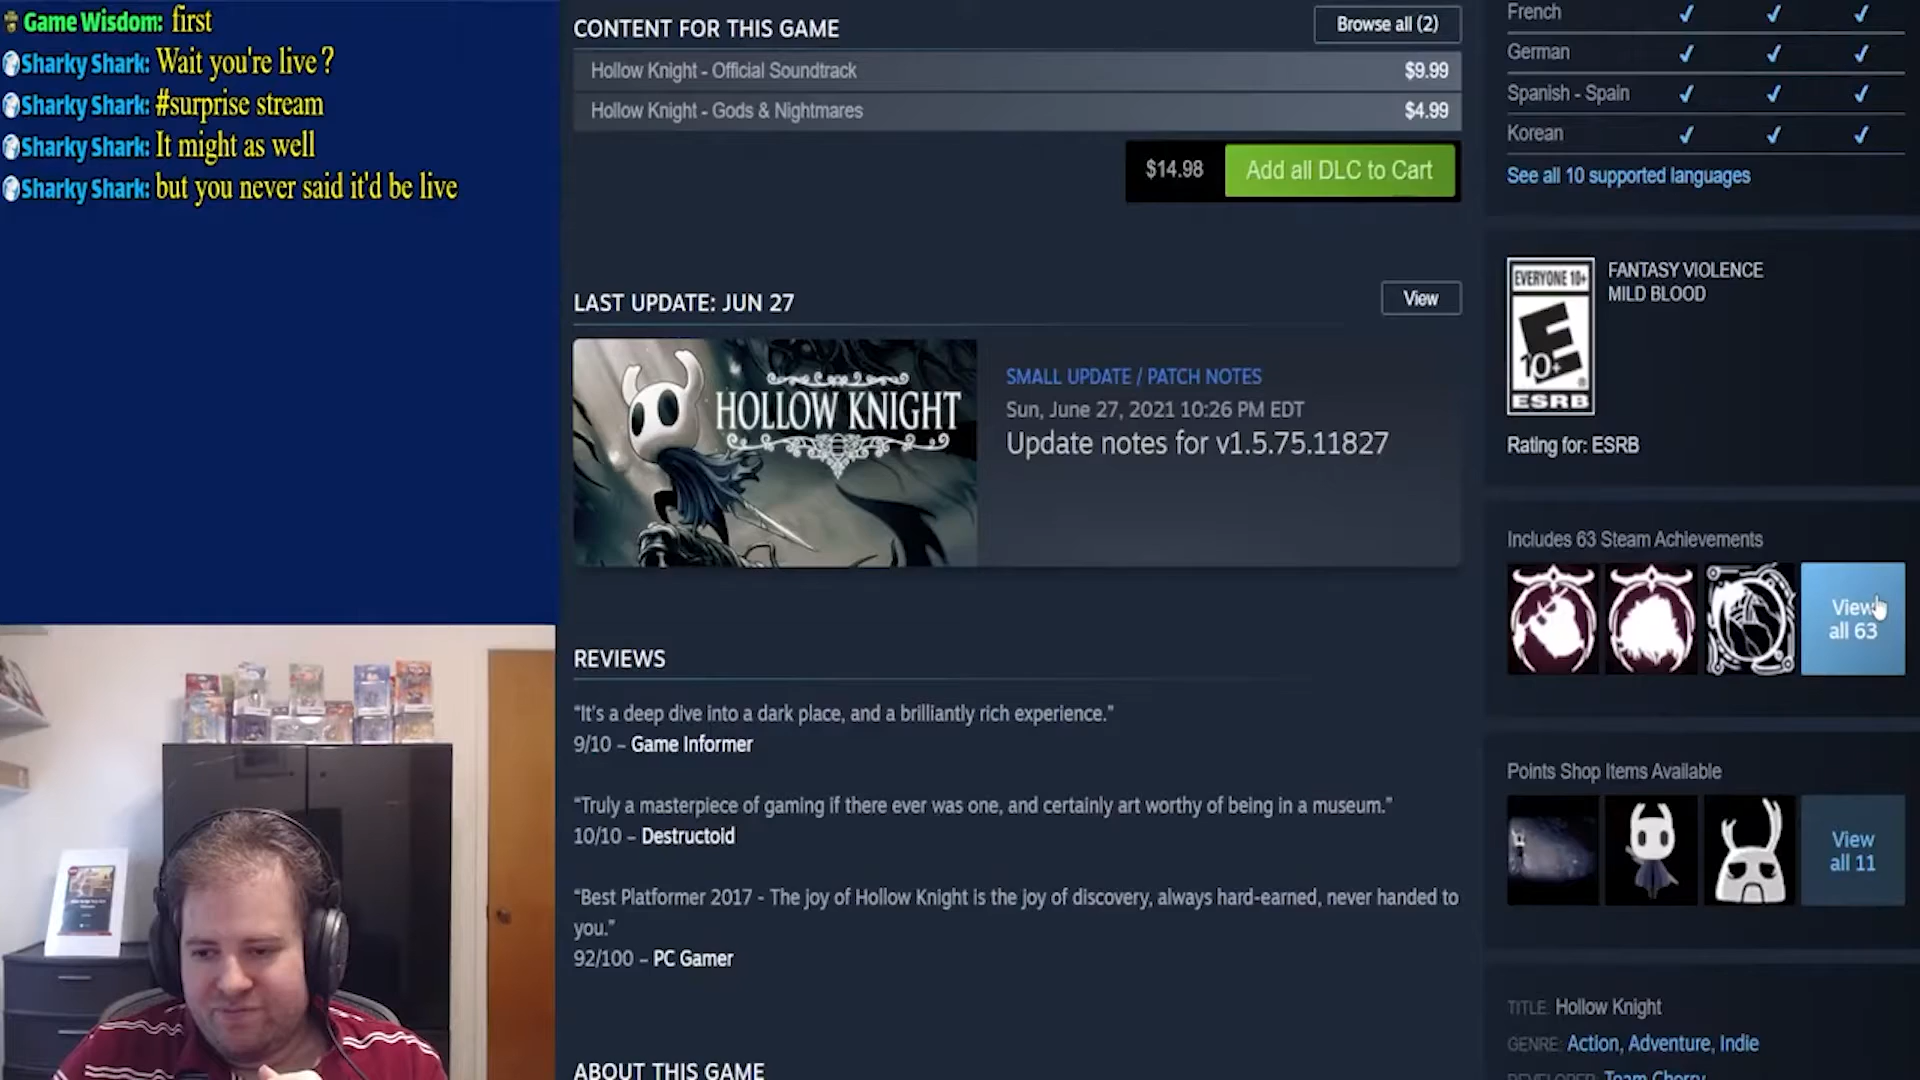 Game Wisdom: first
Sharky Shark: Wait you're live?
Sharky Shark: #surprise stream
Sharky Shark: It might as well
Sharky Shark: but you never said it'd be live
CONTENT FOR THIS GAME
Browse all (2)
Hollow Knight - Official Soundtrack $9.99
Hollow Knight - Gods & Nightmares $4.99
$14.98 Add all DLC to Cart
LAST UPDATE: JUN 27
View
HOLLOW KNIGHT
SMALL UPDATE / PATCH NOTES
Sun, June 27, 2021 10:26 PM EDT
Update notes for v1.5.75.11827
REVIEWS
“It's a deep dive into a dark place, and a brilliantly rich experience.”
9/10 – Game Informer
“Truly a masterpiece of gaming if there ever was one, and certainly art worthy of being in a museum.”
10/10 – Destructoid
“Best Platformer 2017 - The joy of Hollow Knight is the joy of discovery, always hard-earned, never handed to
you.”
92/100 – PC Gamer
ABOUT THIS GAME
French ✓ ✓ ✓
German ✓ ✓ ✓
Spanish - Spain ✓ ✓ ✓
Korean ✓ ✓ ✓
See all 10 supported languages
EVERYONE 10+
E
10+
ESRB
FANTASY VIOLENCE
MILD BLOOD
Rating for: ESRB
Includes 63 Steam Achievements
View
all 63
Points Shop Items Available
View
all 11
TITLE: Hollow Knight
GENRE: Action, Adventure, Indie
DEVELOPER: Team Cherry